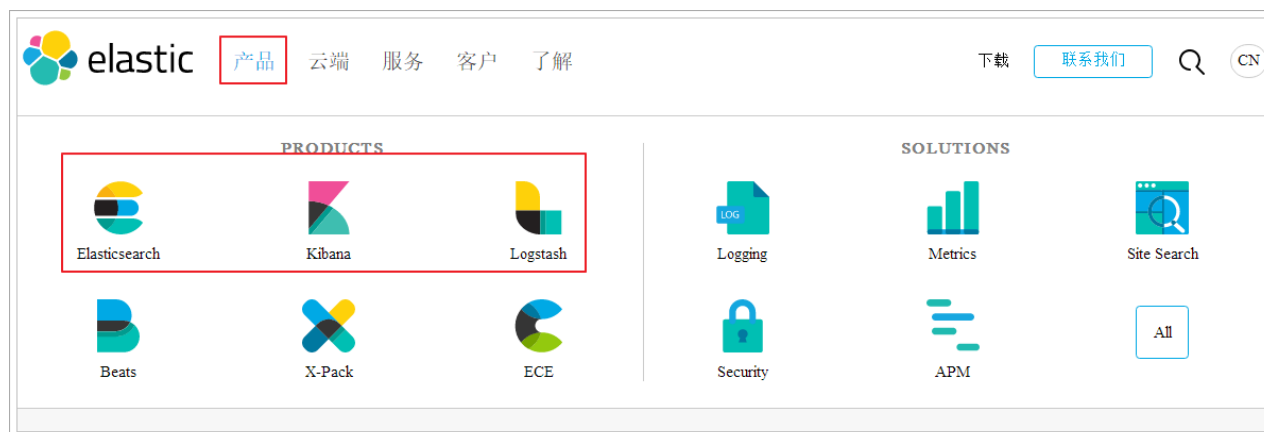 elastic 产品 云端 服务 客户 了解 下载 联系我们 CN
PRODUCTS SOLUTIONS
LOG
Elasticsearch Kibana Logstash Logging Metrics Site Search
All
Beats X-Pack ECE Security APM